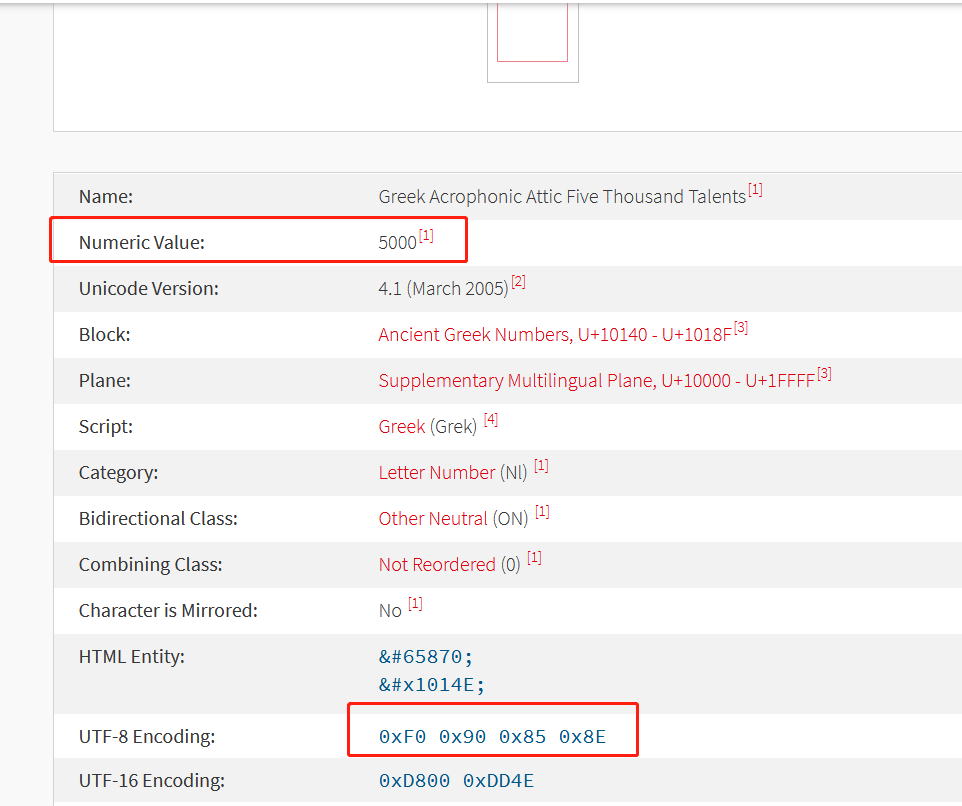 Name: Greek Acrophonic Attic Five Thousand Talents[1]
Numeric Value: 5000[1]
Unicode Version: 4.1 (March 2005)[2]
Block: Ancient Greek Numbers, U+10140 - U+1018F[3]
Plane: Supplementary Multilingual Plane, U+10000 - U+1FFFF[3]
Script: Greek (Grek) [4]
Category: Letter Number (Nl) [1]
Bidirectional Class: Other Neutral (ON) [1]
Combining Class: Not Reordered (0) [1]
Character is Mirrored: No [1]
HTML Entity: &#65870;
&#x1014E;
UTF-8 Encoding: 0xF0 0x90 0x85 0x8E
UTF-16 Encoding: 0xD800 0xDD4E